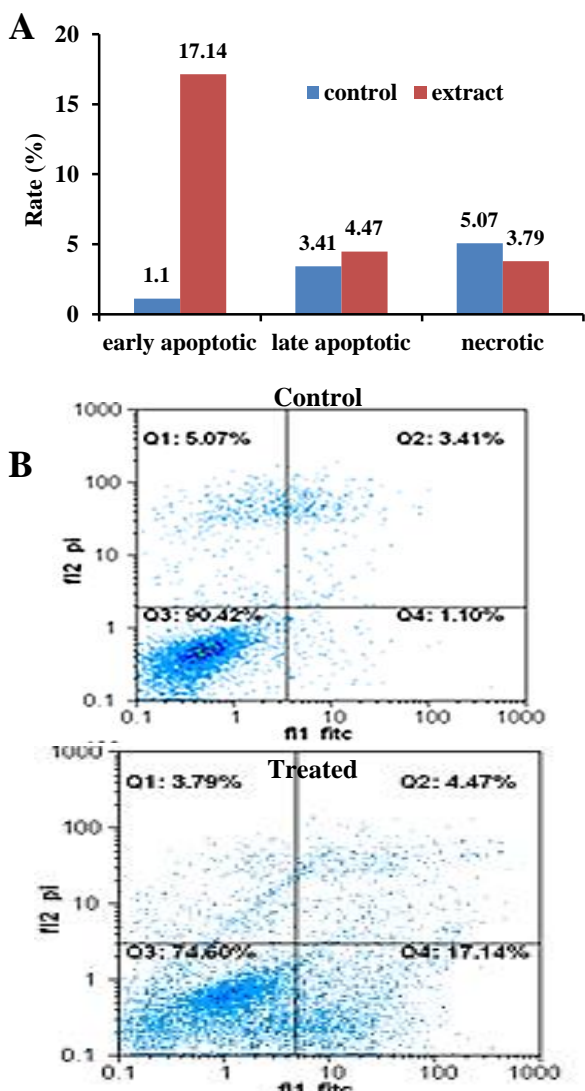 A
20
15
10
5
0
Rate (%)
control extract
1.1
17.14
3.41
4.47
5.07
3.79
early apoptotic late apoptotic necrotic
B
Control
1000
100
10
1
0.1
fl2 pi
Q1: 5.07% Q2: 3.41%
Q3: 90.42% Q4: 1.10%
0.1 1 10 100 1000
fl1 fitc
Treated
1000
100
10
1
0.1
fl2 pi
Q1: 3.79% Q2: 4.47%
Q3: 74.60% Q4: 17.14%
0.1 1 10 100 1000
fl1 fitc